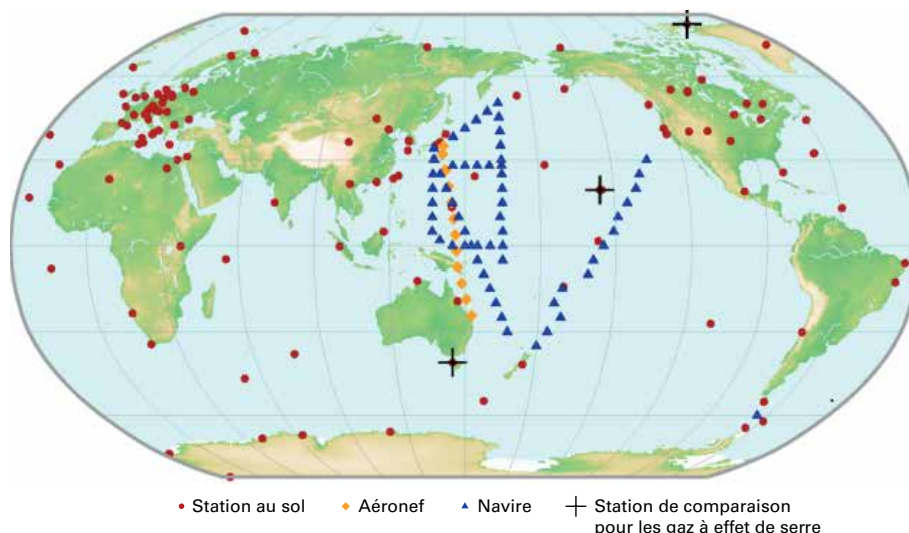 Station au sol Aéronef Navire Station de comparaison
pour les gaz à effet de serre